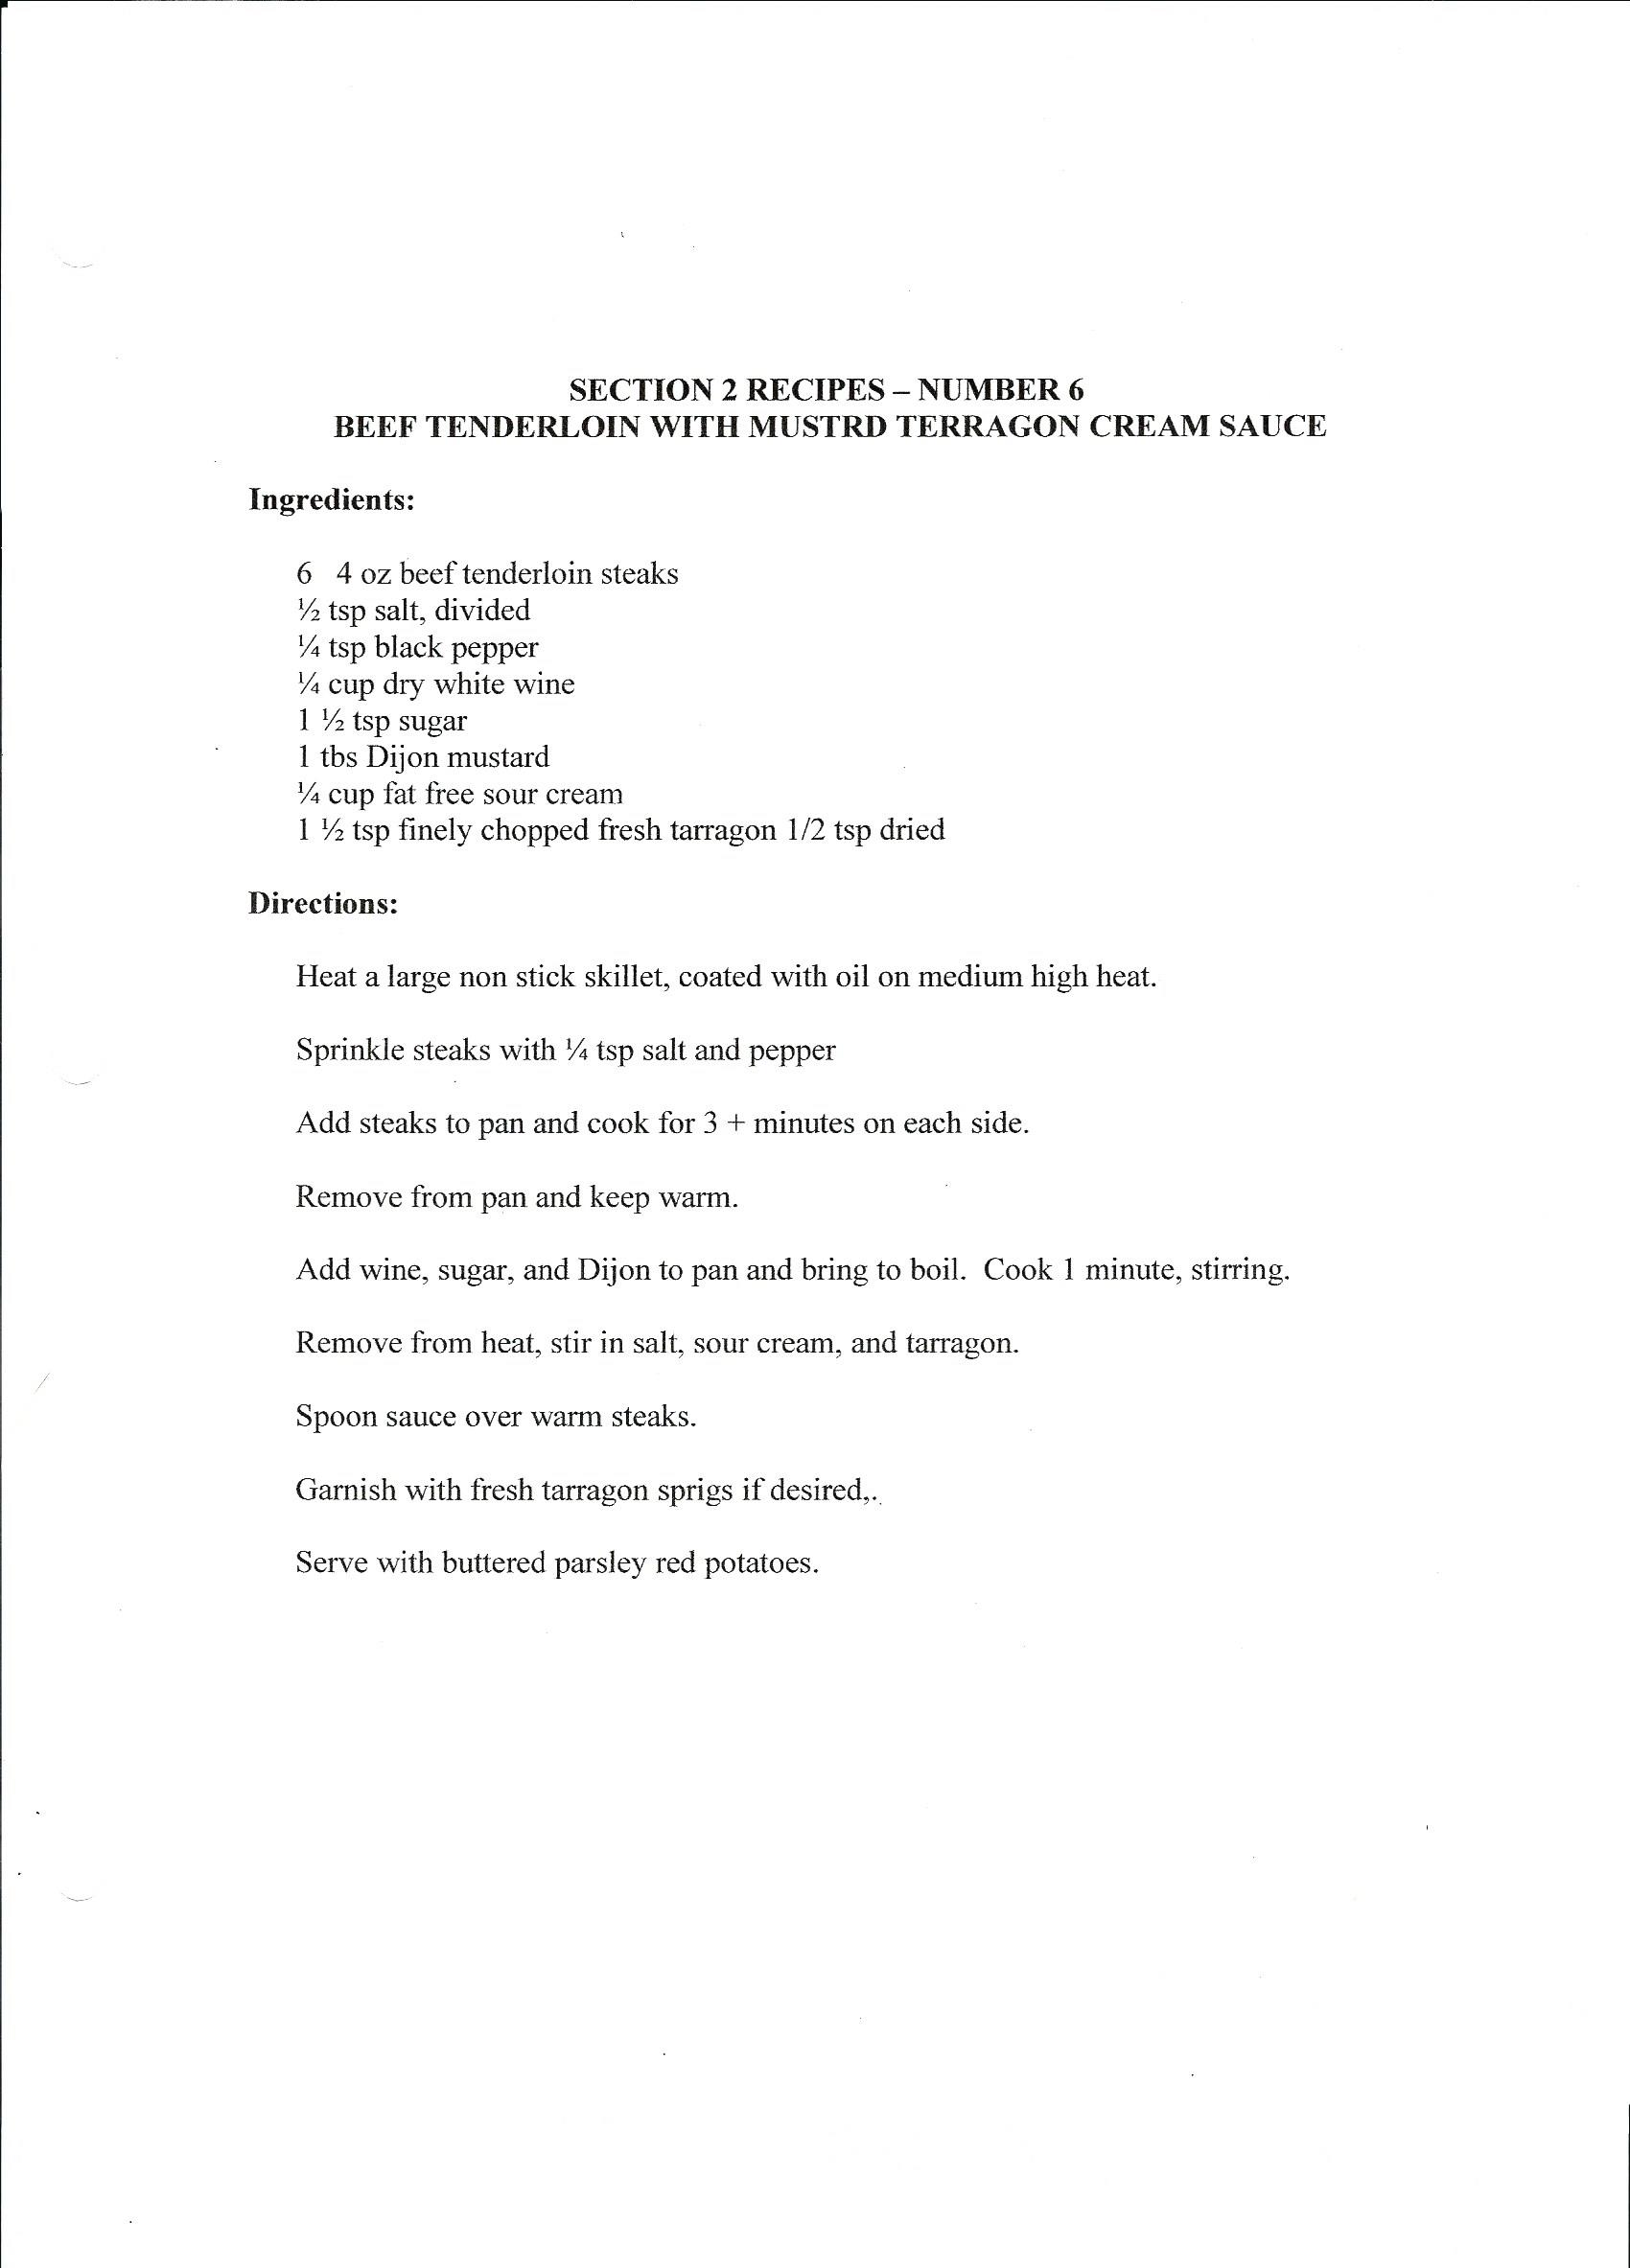 SECTION 2 RECIPES – NUMBER 6
BEEF TENDERLOIN WITH MUSTRD TERRAGON CREAM SAUCE
Ingredients:
6 4 oz beef tenderloin steaks
½ tsp salt, divided
¼ tsp black pepper
¼ cup dry white wine
1 ½ tsp sugar
1 tbs Dijon mustard
¼ cup fat free sour cream
1 ½ tsp finely chopped fresh tarragon 1/2 tsp dried
Directions:
Heat a large non stick skillet, coated with oil on medium high heat.
Sprinkle steaks with ¼ tsp salt and pepper
Add steaks to pan and cook for 3 + minutes on each side.
Remove from pan and keep warm.
Add wine, sugar, and Dijon to pan and bring to boil. Cook 1 minute, stirring.
Remove from heat, stir in salt, sour cream, and tarragon.
Spoon sauce over warm steaks.
Garnish with fresh tarragon sprigs if desired,.
Serve with buttered parsley red potatoes.